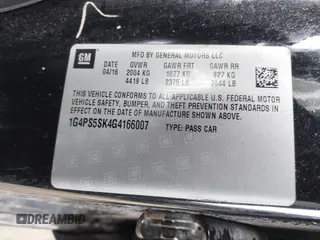 GM
MFD BY GENERAL MOTORS LLC
DATE GVWR GAWR FRT GAWR RR
04/16 2004 KG 1077 KG 927 KG
4419 LB 2375 LB 2044 LB
THIS VEHICLE CONFORMS TO ALL APPLICABLE U.S. FEDERAL MOTOR
VEHICLE SAFETY, BUMPER, AND THEFT PREVENTION STANDARDS
IN EFFECT ON THE DATE OF MANUFACTURE SHOWN ABOVE.
1G4PS5SK4G4166007 TYPE: PASS CAR
DREAMBID